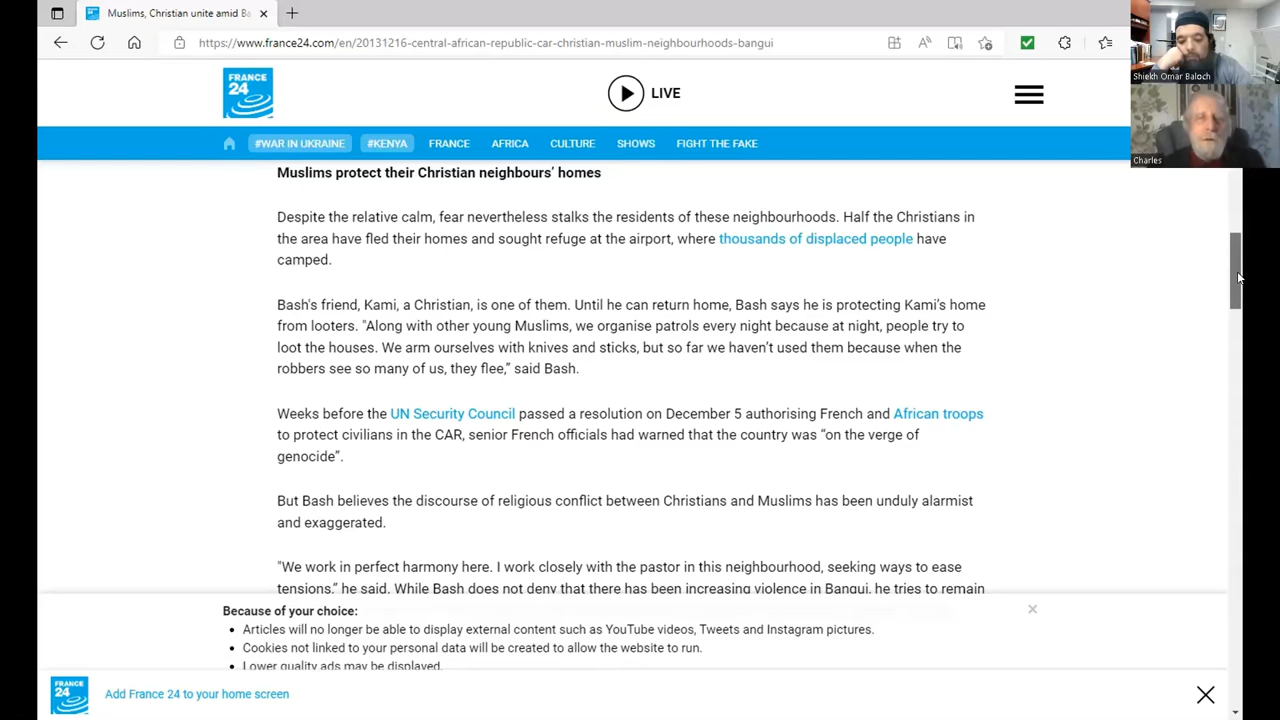 Muslims, Christian unite amid Ba
https://www.france24.com/en/20131216-central-african-republic-car-christian-muslim-neighbourhoods-bangui
Shiekh Omar Baloch
Charles
FRANCE
24
LIVE
#WAR IN UKRAINE
#KENYA
FRANCE
AFRICA
CULTURE
SHOWS
FIGHT THE FAKE
Muslims protect their Christian neighbours’ homes
Despite the relative calm, fear nevertheless stalks the residents of these neighbourhoods. Half the Christians in
the area have fled their homes and sought refuge at the airport, where thousands of displaced people have
camped.
Bash's friend, Kami, a Christian, is one of them. Until he can return home, Bash says he is protecting Kami’s home
from looters. "Along with other young Muslims, we organise patrols every night because at night, people try to
loot the houses. We arm ourselves with knives and sticks, but so far we haven’t used them because when the
robbers see so many of us, they flee,” said Bash.
Weeks before the UN Security Council passed a resolution on December 5 authorising French and African troops
to protect civilians in the CAR, senior French officials had warned that the country was “on the verge of
genocide”.
But Bash believes the discourse of religious conflict between Christians and Muslims has been unduly alarmist
and exaggerated.
"We work in perfect harmony here. I work closely with the pastor in this neighbourhood, seeking ways to ease
tensions,” he said. While Bash does not deny that there has been increasing violence in Bangui, he tries to remain
Because of your choice:
• Articles will no longer be able to display external content such as YouTube videos, Tweets and Instagram pictures.
• Cookies not linked to your personal data will be created to allow the website to run.
• Lower quality ads may be displayed.
FRANCE
24
Add France 24 to your home screen